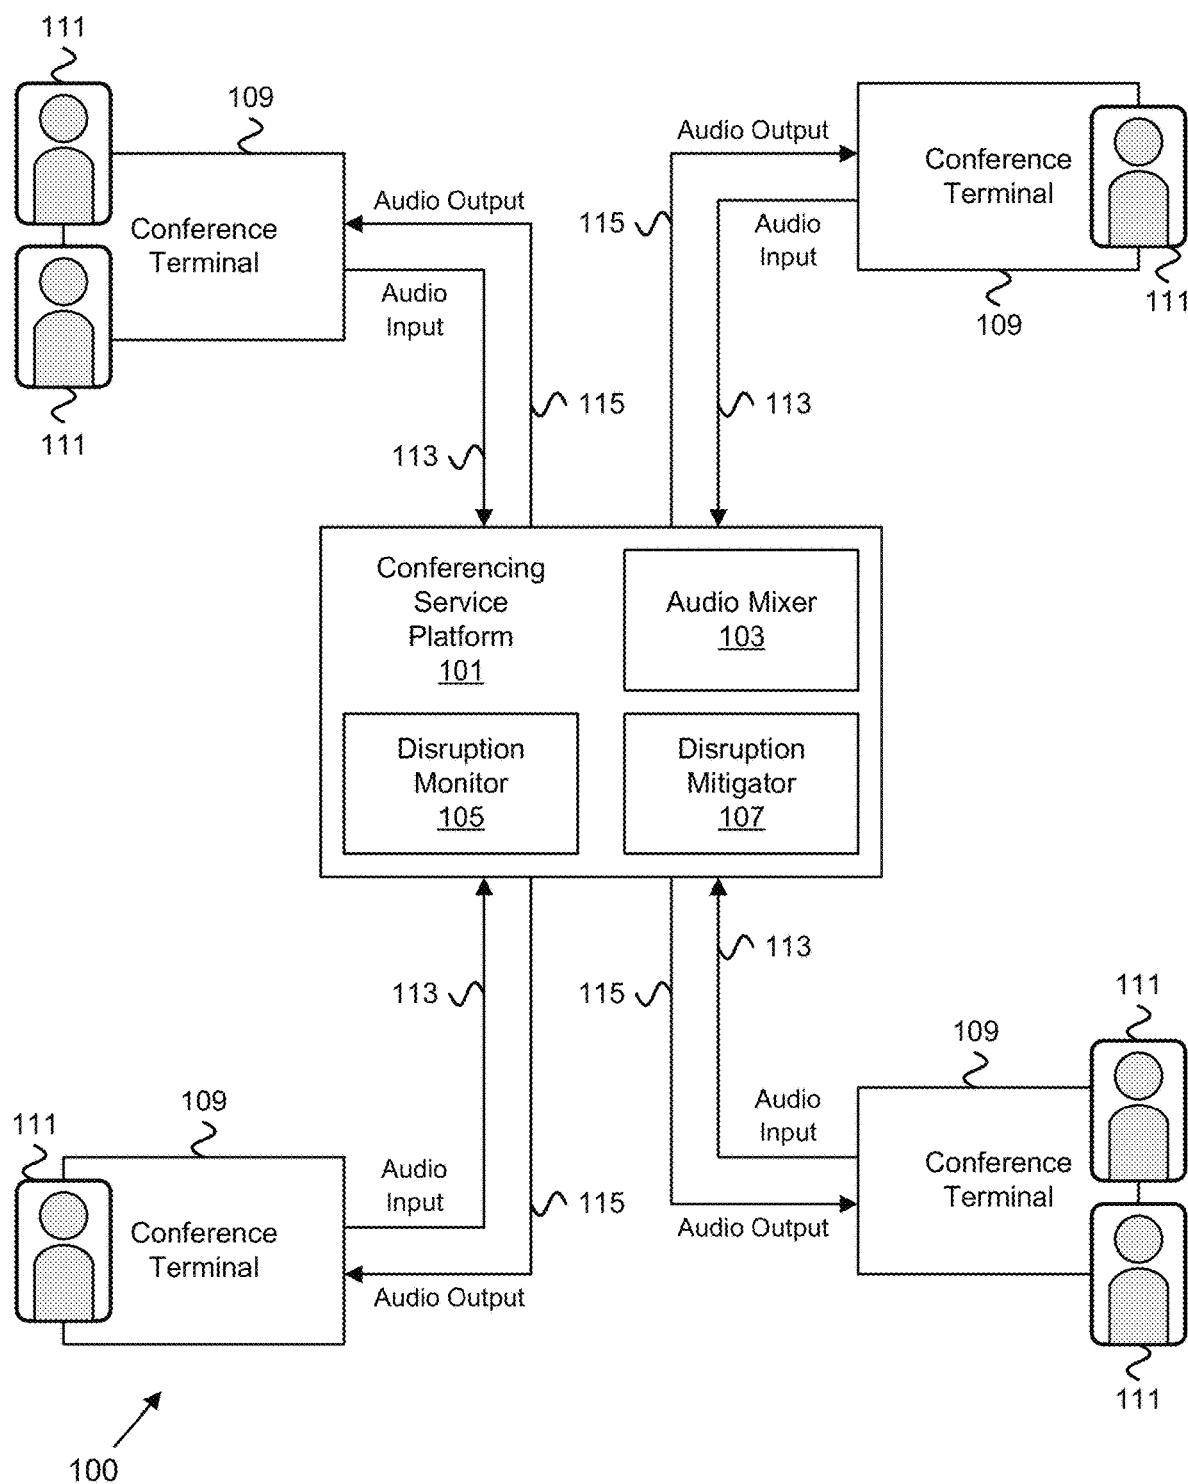 111
109
Conference
Terminal
111
Audio Output
Audio
Input
115
113
Audio Output
115
Audio
Input
113
Conference
Terminal
109
111
Conferencing
Service
Platform
101
Audio Mixer
103
Disruption
Monitor
105
Disruption
Mitigator
107
113
115
115
113
111
109
Conference
Terminal
Audio
Input
Audio Output
Audio
Input
Audio Output
109
111
Conference
Terminal
111
100